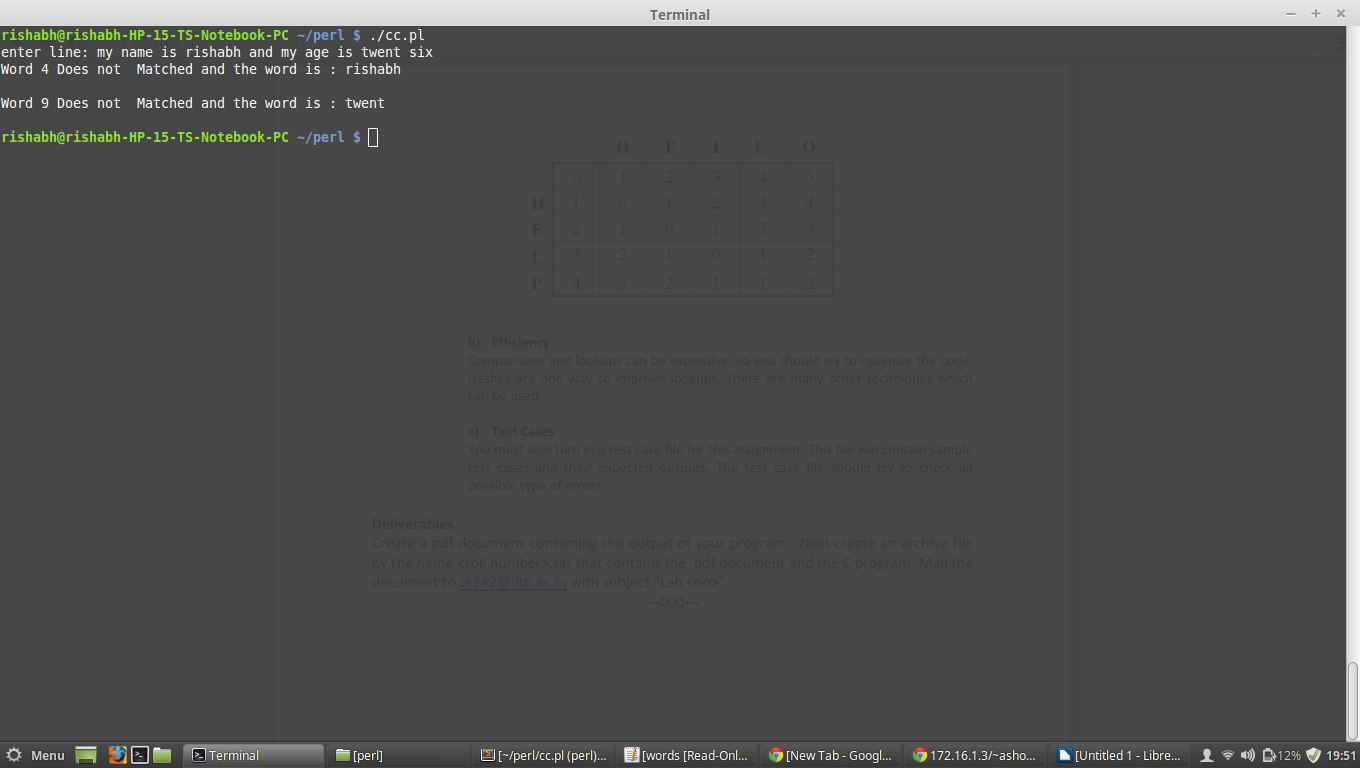 Terminal
rishabh@rishabh-HP-15-TS-Notebook-PC ~/perl $ ./cc.pl
enter line: my name is rishabh and my age is twent six
Word 4 Does not  Matched and the word is : rishabh
Word 9 Does not  Matched and the word is : twent
rishabh@rishabh-HP-15-TS-Notebook-PC ~/perl $
H E L L O
0 1 2 3 4 5
H 1 0 1 2 3 4
E 2 1 0 1 2 3
L 3 2 1 0 1 2
P 4 3 2 1 1 2
b) Efficiency
Comparisons and lookups can be expensive, so you should try to optimize the code.
Hashes are one way to improve lookups. There are many other techniques which
can be used.
c) Test Cases
You must also torn in a test case file for this assignment. This file will contain sample
test cases and their expected outputs. The test case file should try to check all
possible type of errors.
Deliverables
Create a pdf document containing the output of your program. Next create an archive file
by the name <roll number>.tar that contains the pdf document and the C program. Mail the
document to cs242@iitp.ac.in with subject "Lab <no>"
---000---
Menu Terminal [perl] [~/perl/cc.pl (perl)... [words [Read-Onl... [New Tab - Googl... 172.16.1.3/~asho... [Untitled 1 - Libre... 12% 19:51